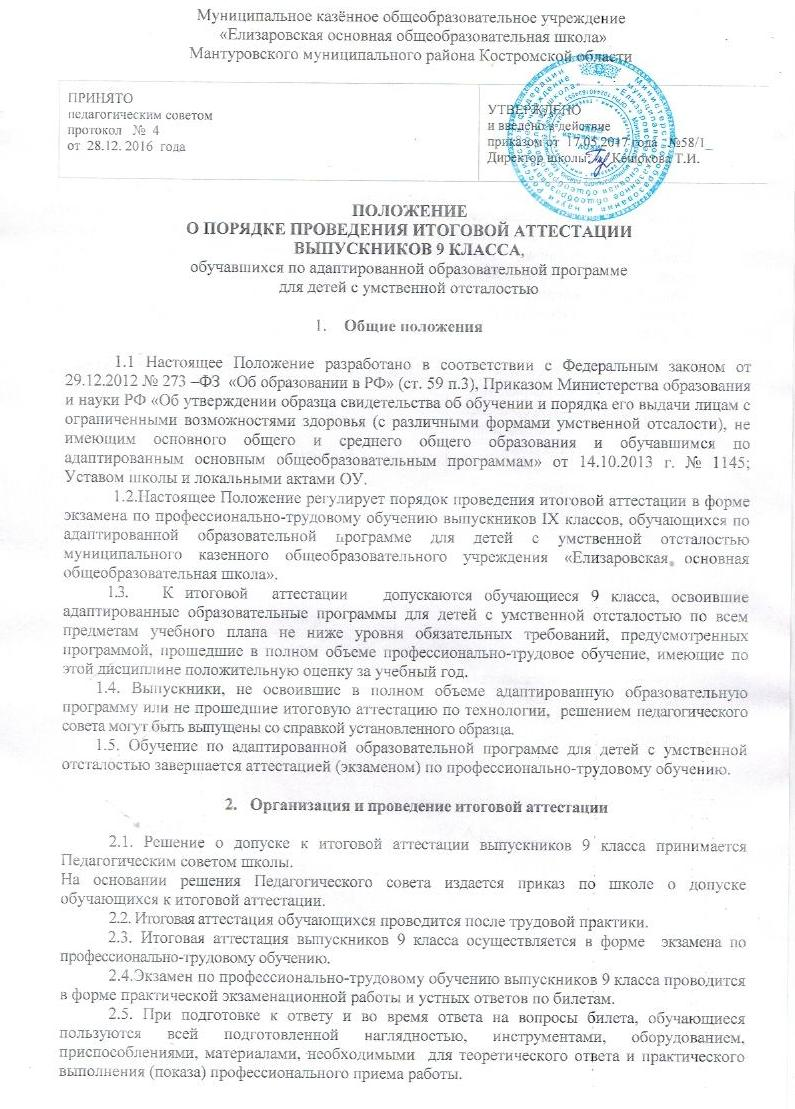 Муниципальное казённое общеобразовательное учреждение
«Елизаровская основная общеобразовательная школа»
Мантуровского муниципального района Костромской области
ПРИНЯТО
педагогическим советом
протокол № 4
от 28.12. 2016 года
УТВЕРЖДЕНО
и введено в действие
приказом от 17.05.2017 года №58/1_
Директор школы Кешокова Т.И.
ПОЛОЖЕНИЕ
О ПОРЯДКЕ ПРОВЕДЕНИЯ ИТОГОВОЙ АТТЕСТАЦИИ
ВЫПУСКНИКОВ 9 КЛАССА,
обучавшихся по адаптированной образовательной программе
для детей с умственной отсталостью
1. Общие положения
1.1 Настоящее Положение разработано в соответствии с Федеральным законом от
29.12.2012 № 273 –ФЗ «Об образовании в РФ» (ст. 59 п.3), Приказом Министерства образования
и науки РФ «Об утверждении образца свидетельства об обучении и порядка его выдачи лицам с
ограниченными возможностями здоровья (с различными формами умственной отсалости), не
имеющим основного общего и среднего общего образования и обучавшимся по
адаптированным основным общеобразовательным программам» от 14.10.2013 г. № 1145;
Уставом школы и локальными актами ОУ.
1.2.Настоящее Положение регулирует порядок проведения итоговой аттестации в форме
экзамена по профессионально-трудовому обучению выпускников IX классов, обучающихся по
адаптированной образовательной программе для детей с умственной отсталостью
муниципального казенного общеобразовательного учреждения «Елизаровская основная
общеобразовательная школа».
1.3. К итоговой аттестации допускаются обучающиеся 9 класса, освоившие
адаптированные образовательные программы для детей с умственной отсталостью по всем
предметам учебного плана не ниже уровня обязательных требований, предусмотренных
программой, прошедшие в полном объеме профессионально-трудовое обучение, имеющие по
этой дисциплине положительную оценку за учебный год.
1.4. Выпускники, не освоившие в полном объеме адаптированную образовательную
программу или не прошедшие итоговую аттестацию по технологии, решением педагогического
совета могут быть выпущены со справкой установленного образца.
1.5. Обучение по адаптированной образовательной программе для детей с умственной
отсталостью завершается аттестацией (экзаменом) по профессионально-трудовому обучению.
2. Организация и проведение итоговой аттестации
2.1. Решение о допуске к итоговой аттестации выпускников 9 класса принимается
Педагогическим советом школы.
На основании решения Педагогического совета издается приказ по школе о допуске
обучающихся к итоговой аттестации.
2.2. Итоговая аттестация обучающихся проводится после трудовой практики.
2.3. Итоговая аттестация выпускников 9 класса осуществляется в форме экзамена по
профессионально-трудовому обучению.
2.4.Экзамен по профессионально-трудовому обучению выпускников 9 класса проводится
в форме практической экзаменационной работы и устных ответов по билетам.
2.5. При подготовке к ответу и во время ответа на вопросы билета, обучающиеся
пользуются всей подготовленной наглядностью, инструментами, оборудованием,
приспособлениями, материалами, необходимыми для теоретического ответа и практического
выполнения (показа) профессионального приема работы.